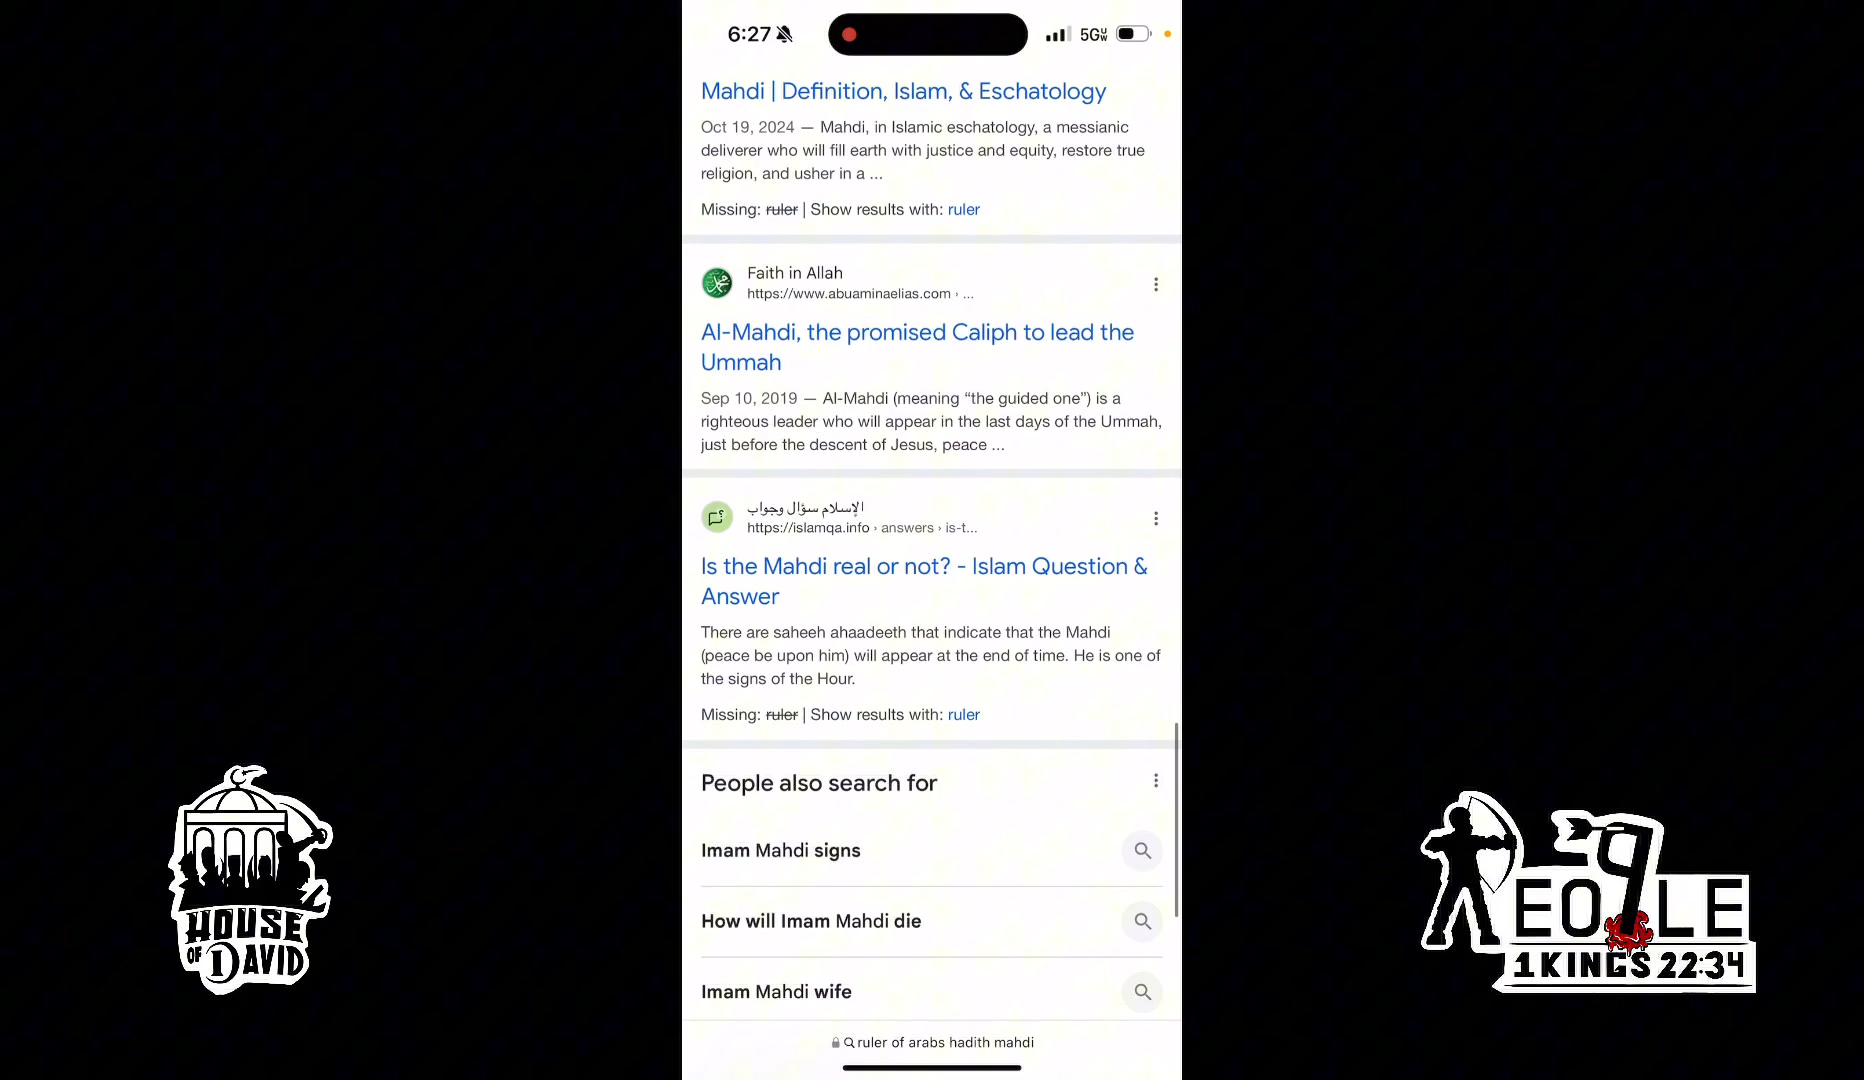 6:27
5G UW
Mahdi | Definition, Islam, & Eschatology
Oct 19, 2024 — Mahdi, in Islamic eschatology, a messianic
deliverer who will fill earth with justice and equity, restore true
religion, and usher in a ...
Missing: ruler | Show results with: ruler
Faith in Allah
https://www.abuaminaelias.com › ...
Al-Mahdi, the promised Caliph to lead the
Ummah
Sep 10, 2019 — Al-Mahdi (meaning “the guided one”) is a
righteous leader who will appear in the last days of the Ummah,
just before the descent of Jesus, peace ...
الإسلام سؤال وجواب
https://islamqa.info › answers › is-t...
Is the Mahdi real or not? - Islam Question &
Answer
There are saheeh ahaadeeth that indicate that the Mahdi
(peace be upon him) will appear at the end of time. He is one of
the signs of the Hour.
Missing: ruler | Show results with: ruler
People also search for
Imam Mahdi signs
How will Imam Mahdi die
Imam Mahdi wife
ruler of arabs hadith mahdi
HOUSE
OF DAVID
EO LE
1 KINGS 22:34